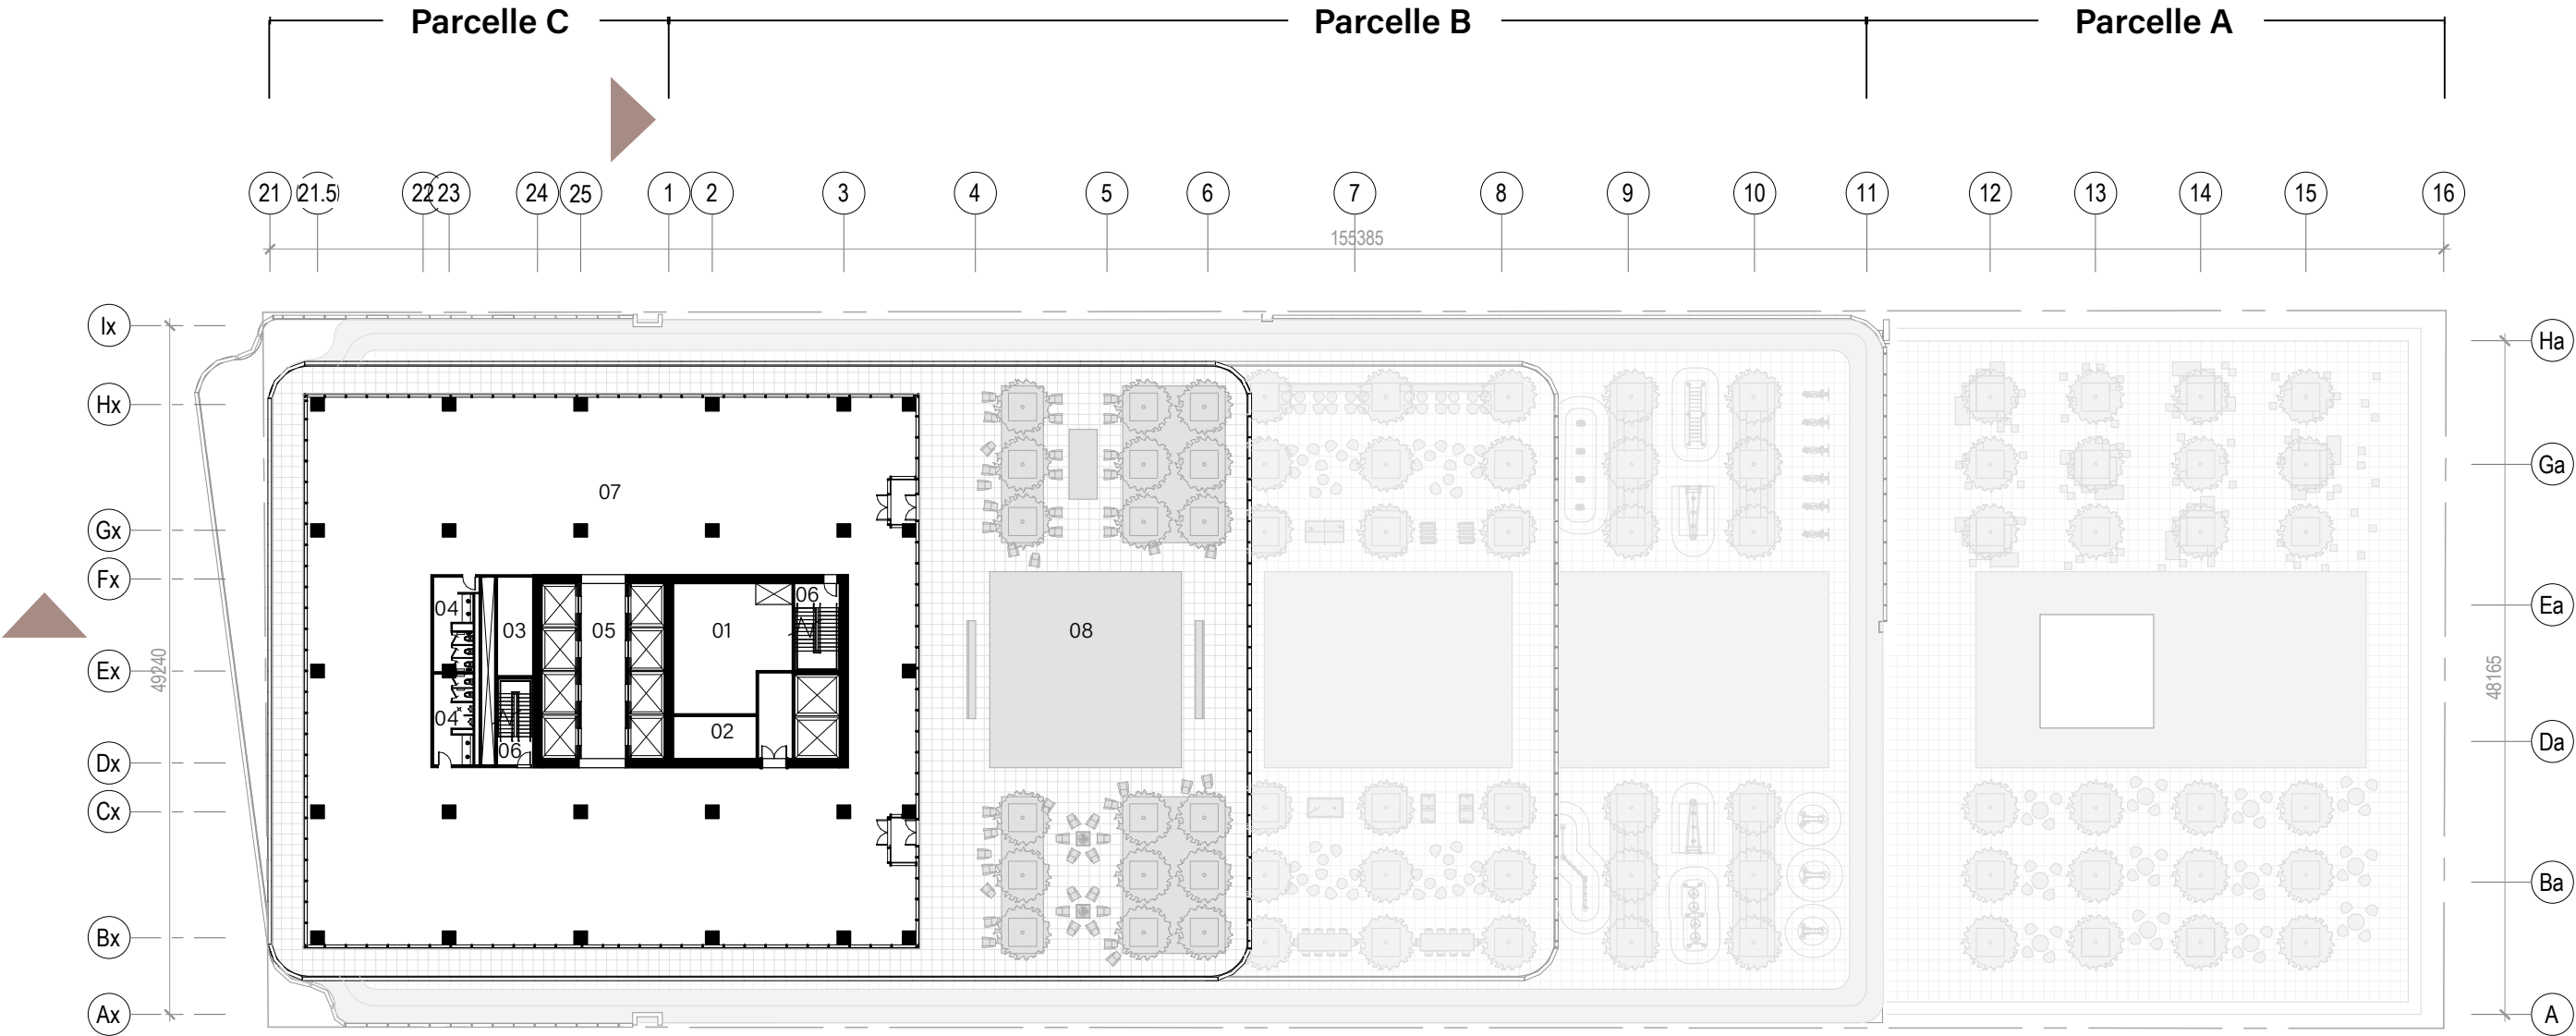 Parcelle C Parcelle B Parcelle A
21 21.5 22 23 24 25 1 2 3 4 5 6 7 8 9 10 11 12 13 14 15 16
155385
Ix
Ha
Hx
Ga
07
Gx
Fx
06
04
Ea
03 05 01 08
Ex
49240
48165
04
02
Da
06
Dx
Cx
Ba
Bx
Ax
A